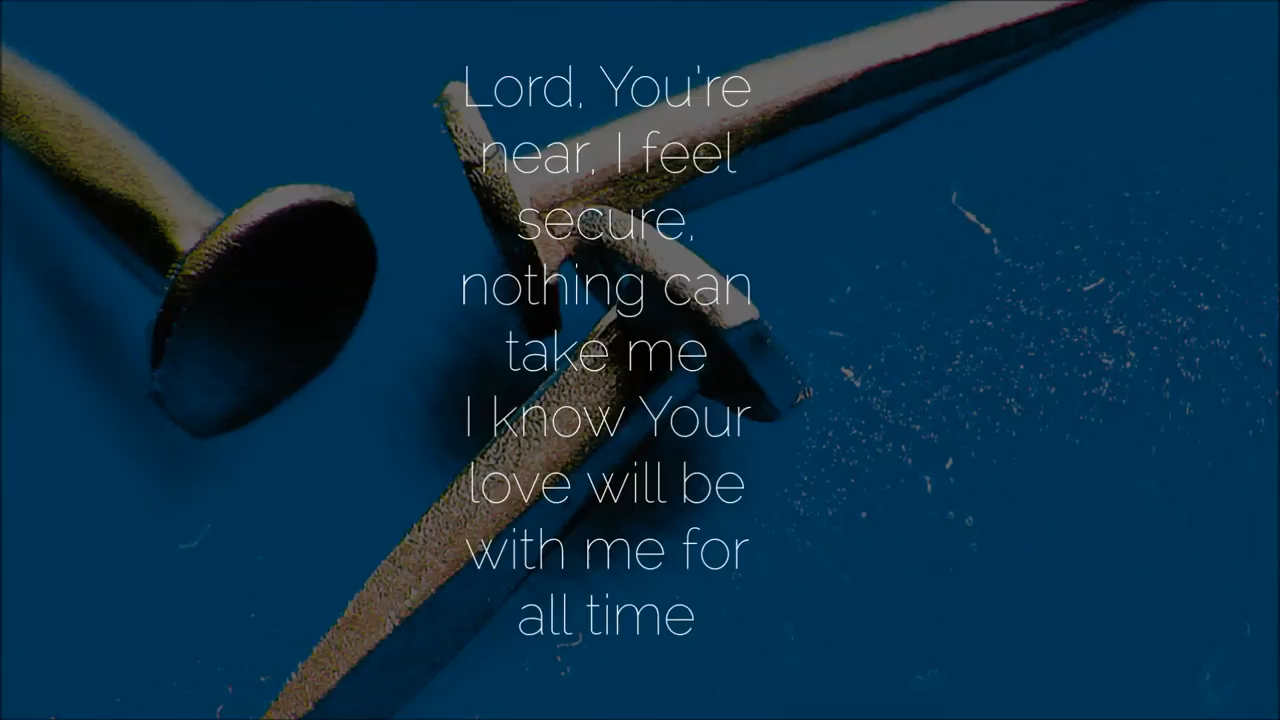 Lord, You're
near, I feel
secure,
nothing can
take me
I know Your
love will be
with me for
all time